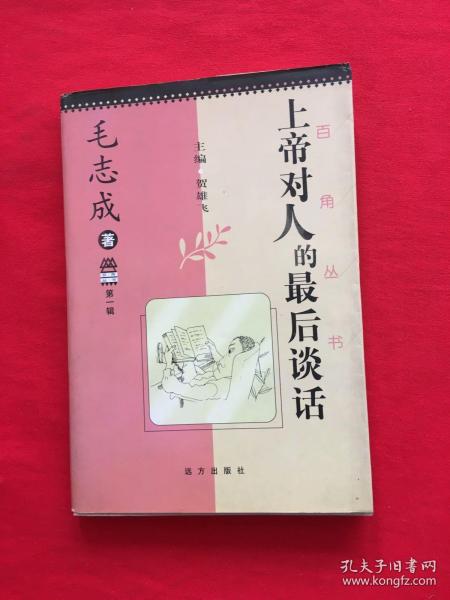 上帝对人的最后谈话
百角丛书
主编 贺雄飞
毛志成
著
第一辑
远方出版社
孔夫子旧书网
www.kongfz.com